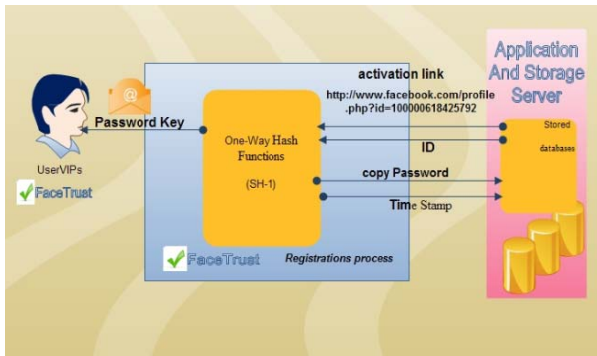 Application
And Storage
Server
activation link
http://www.facebook.com/profile
.php?id=100000618425792
@
Password Key
One-Way Hash
Functions
(SH-1)
Stored
databases
ID
copy Password
Time Stamp
UserVIPs
FaceTrust
FaceTrust
Registrations process